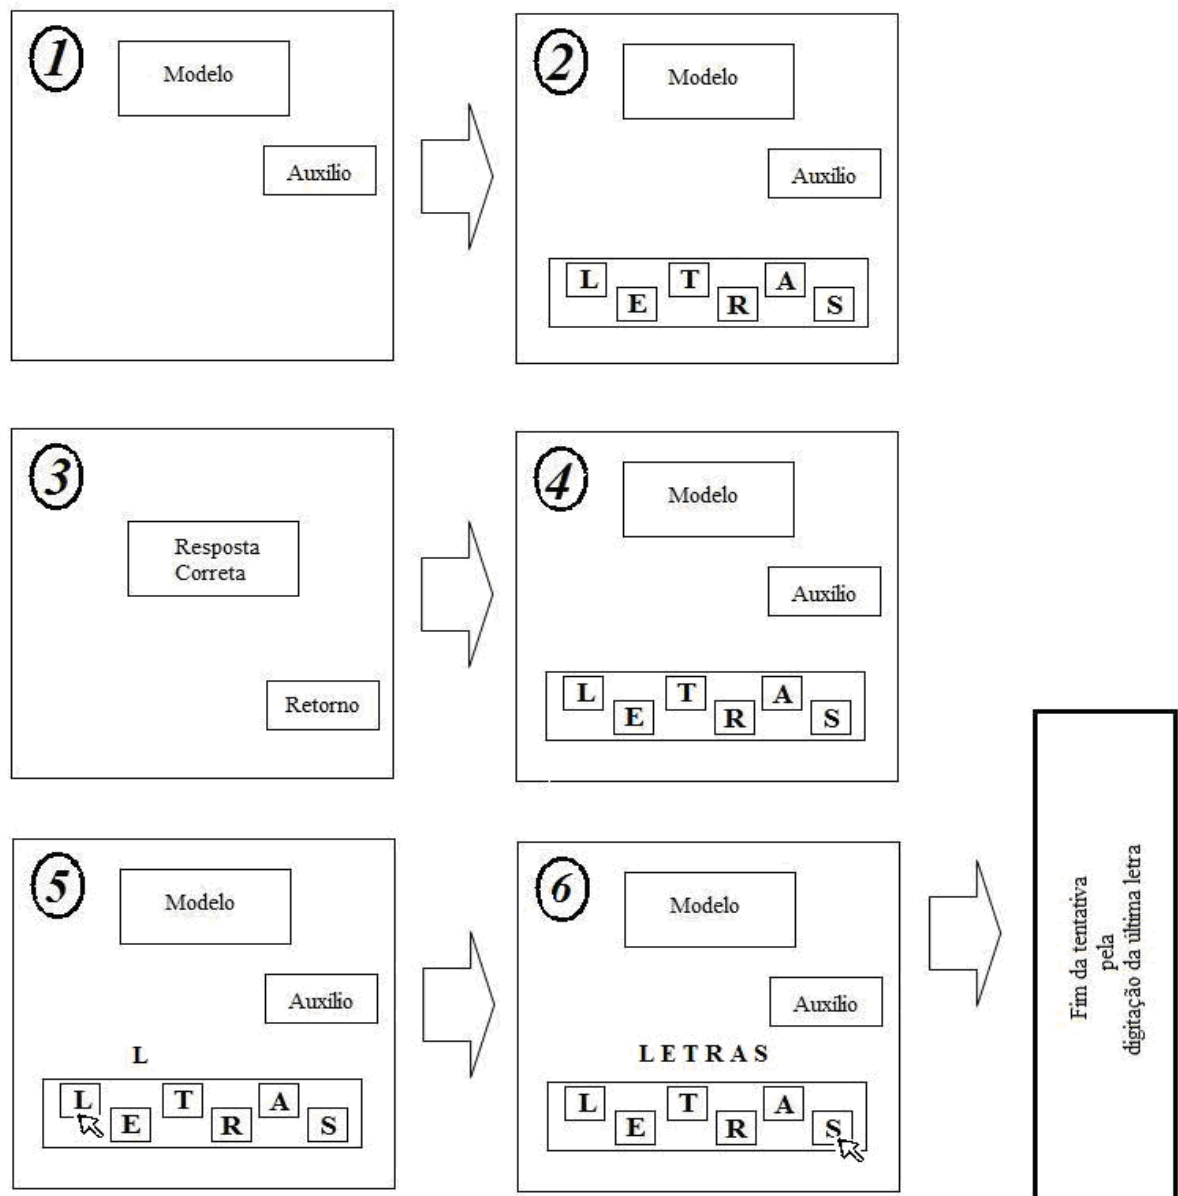 1
Modelo
Auxílio
2
Modelo
Auxílio
L E T R A S
3
Resposta
Correta
Retorno
4
Modelo
Auxílio
L E T R A S
5
Modelo
Auxílio
L
L E T R A S
6
Modelo
Auxílio
L E T R A S
L E T R A S
Fim da tentativa
pela
digitação da última letra